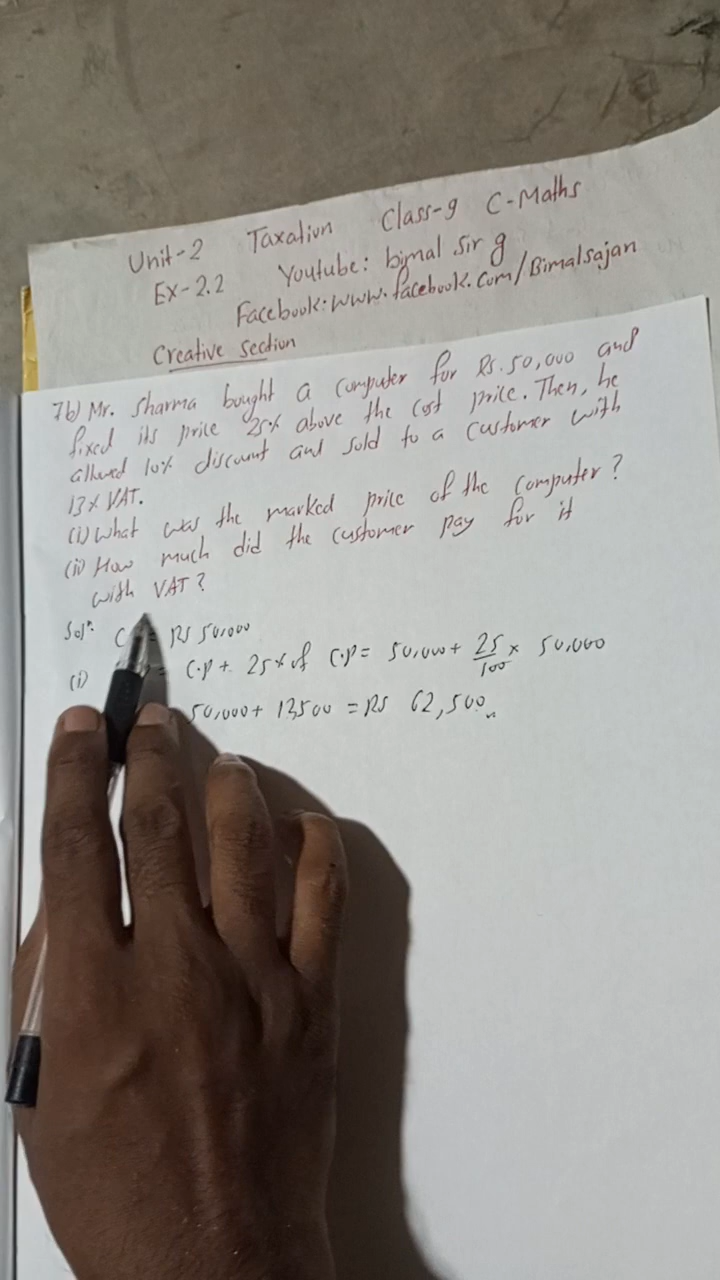 Unit-2 Taxation Class-9 C-Maths
Ex-2.2 Youtube: bimal sir g
Facebook: www.facebook.com/Bimalsajan
Creative section
7b) Mr. Sharma bought a computer for Rs. 50,000 and
fixed its price 25% above the cost price. Then, he
allowed 10% discount and sold to a customer with
13% VAT.
(i) What was the marked price of the computer?
(ii) How much did the customer pay for it
with VAT?
Solⁿ. C = Rs 50,000
(i) = C.P + 25% of C.P = 50,000 + 25/100 × 50,000
50,000 + 12,500 = Rs 62,500